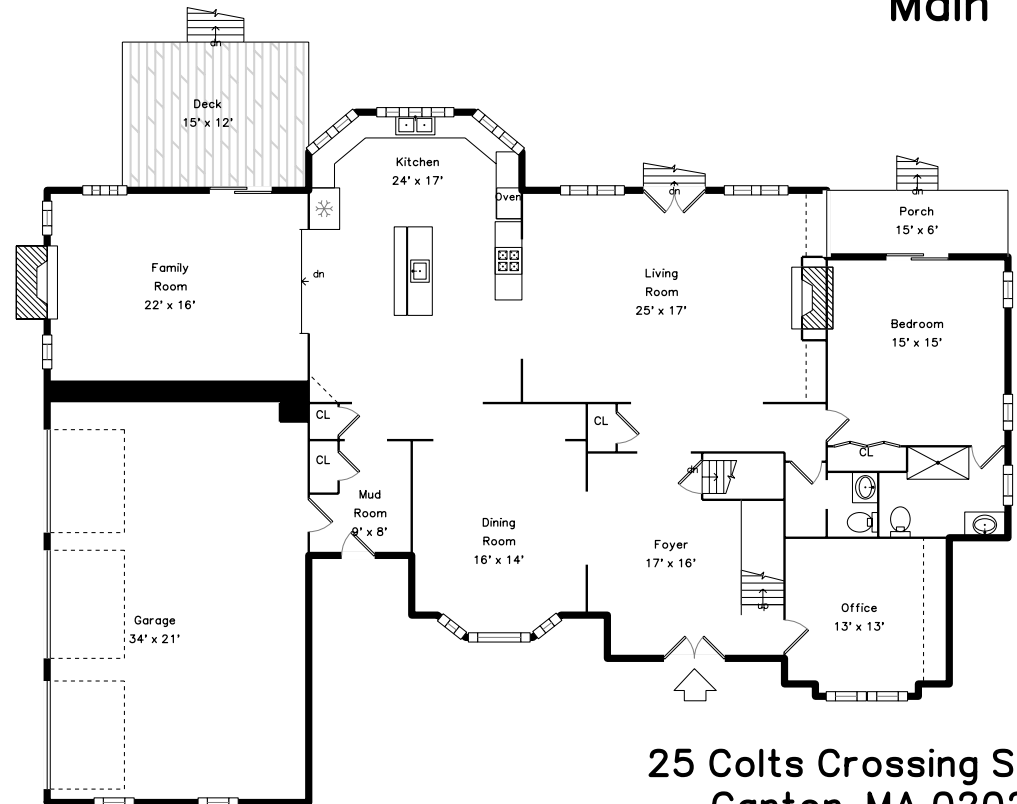 Main
dn
Deck
15' x 12'
Kitchen
24' x 17'
Oven
dn
dn
Porch
15' x 6'
Family
Room
22' x 16'
dn
Living
Room
25' x 17'
Bedroom
15' x 15'
CL
CL
CL
CL
dn
Mud
Room
9' x 8'
Dining
Room
16' x 14'
Foyer
17' x 16'
up
Office
13' x 13'
Garage
34' x 21'
25 Colts Crossing S
Canton, MA 0202